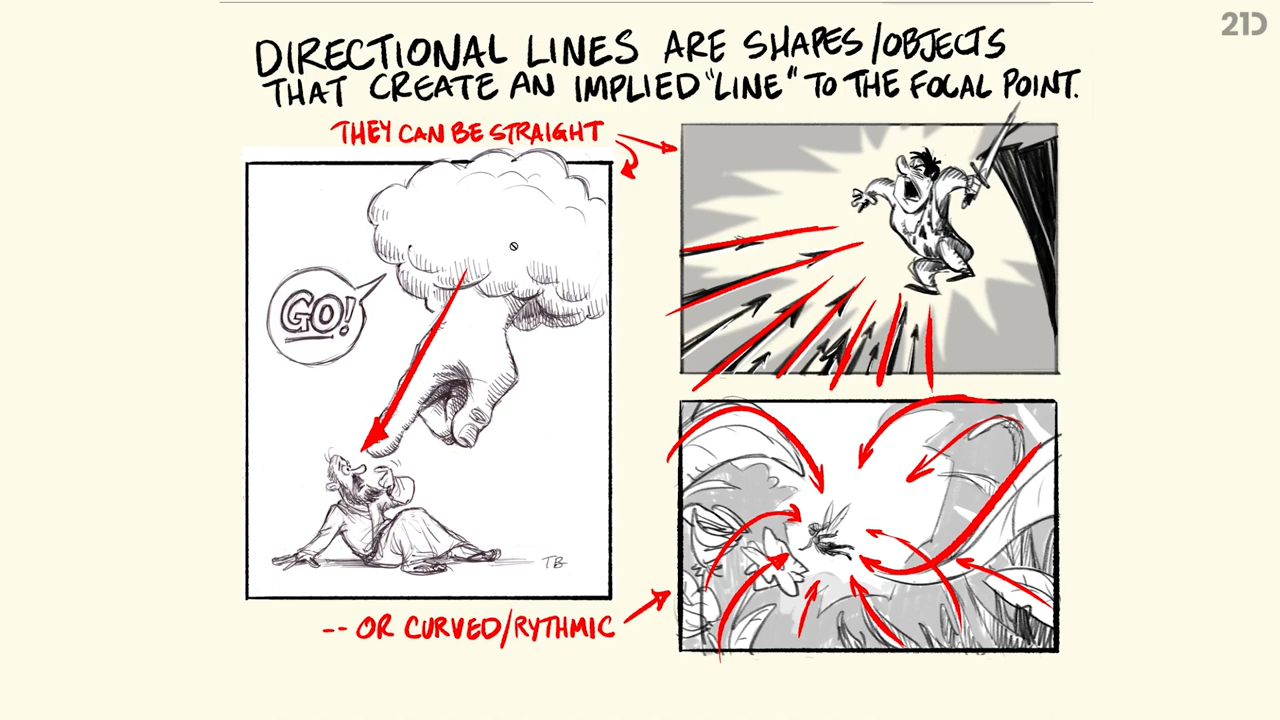 21D
DIRECTIONAL LINES ARE SHAPES/OBJECTS
THAT CREATE AN IMPLIED "LINE" TO THE FOCAL POINT.
THEY CAN BE STRAIGHT
GO!
TB
-- OR CURVED/RYTHMIC